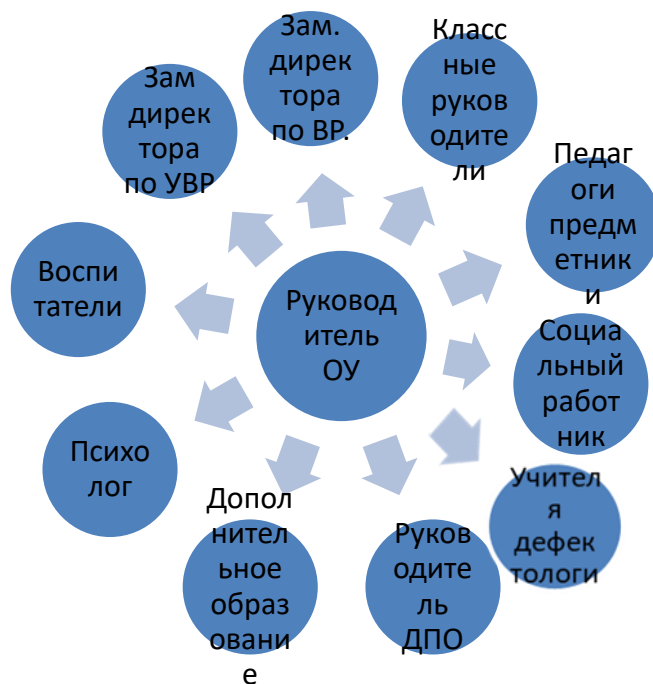 Зам.
дирек
тора
по ВР.
Класс
ные
руков
одите
ли
Зам
дирек
тора
по УВР
Педаг
оги
предм
етник
и
Воспи
татели
Руковод
итель
ОУ
Социа
льный
работ
ник
Психо
лог
Учител
я
дефек
тологи
Допол
нител
ьное
образ
овани
е
Руков
одите
ль
ДПО